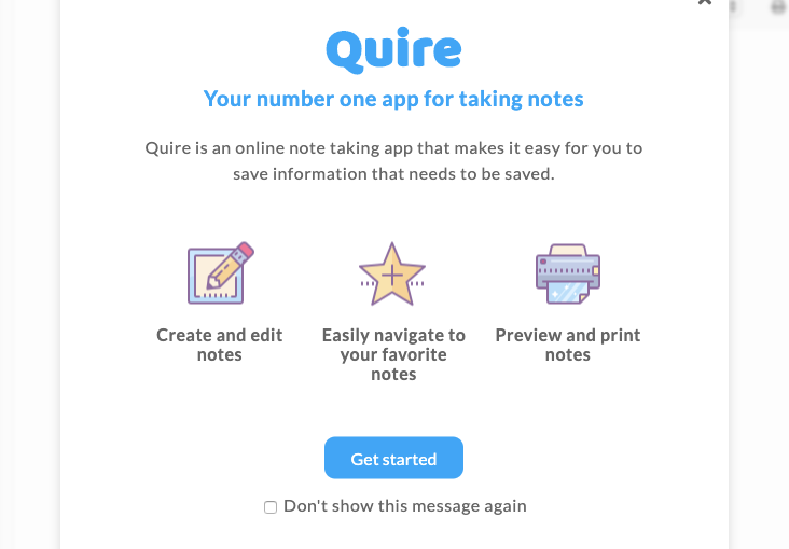 Quire
Your number one app for taking notes
Quire is an online note taking app that makes it easy for you to
save information that needs to be saved.
Create and edit
notes
Easily navigate to
your favorite
notes
Preview and print
notes
Get started
Don't show this message again